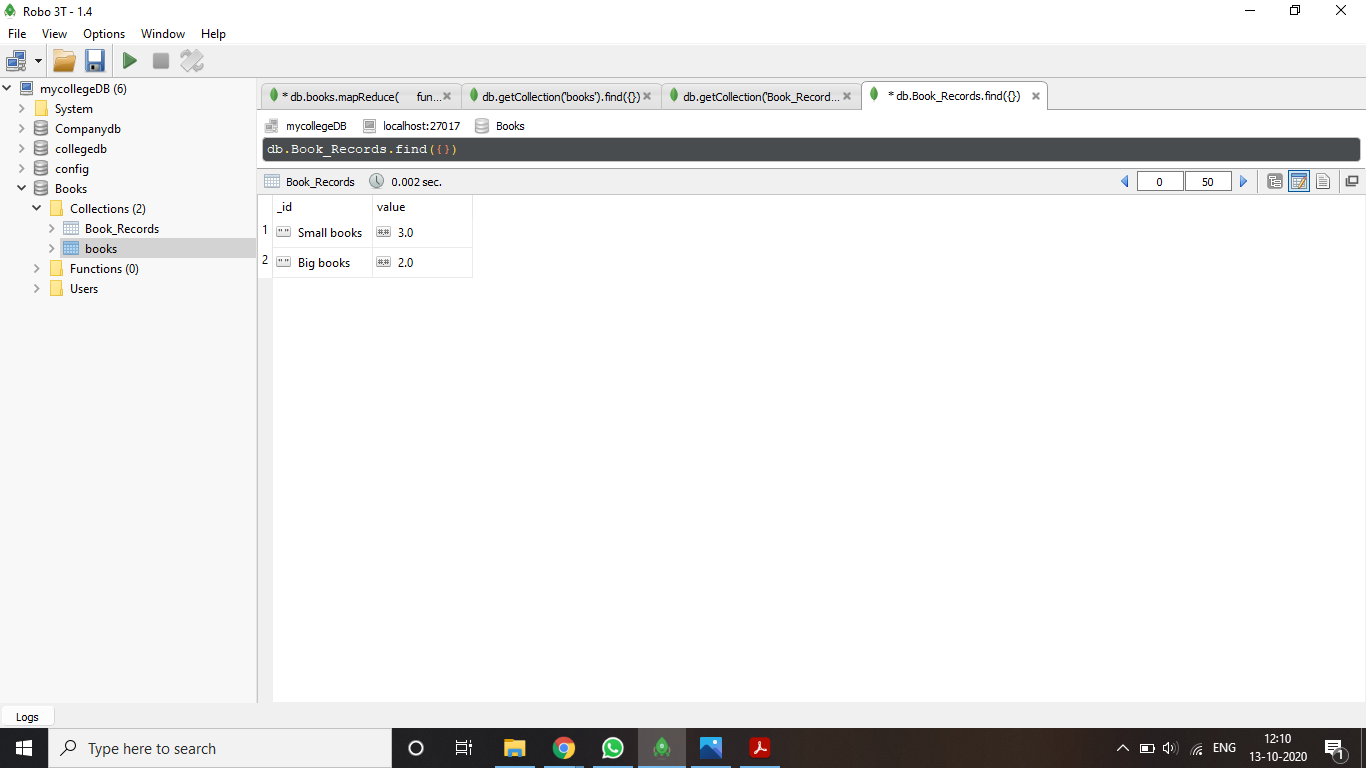 Robo 3T - 1.4
File View Options Window Help
mycollegeDB (6)
System
Companydb
collegedb
config
Books
Collections (2)
Book_Records
books
Functions (0)
Users
* db.books.mapReduce( fun... db.getCollection('books').find({}) db.getCollection('Book_Record... * db.Book_Records.find({})
mycollegeDB localhost:27017 Books
db.Book_Records.find({})
Book_Records 0.002 sec. 0 50
_id value
1 "" Small books #.# 3.0
2 "" Big books #.# 2.0
Logs
Type here to search
ENG
12:10
13-10-2020
1